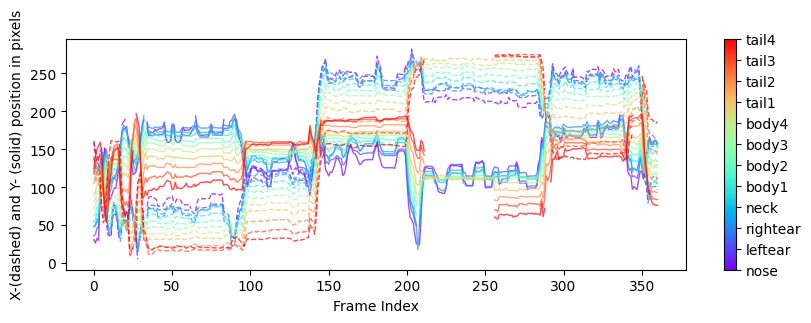 X-(dashed) and Y- (solid) position in pixels
250
200
150
100
50
0
0 50 100 150 200 250 300 350
Frame Index
tail4
tail3
tail2
tail1
body4
body3
body2
body1
neck
rightear
leftear
nose